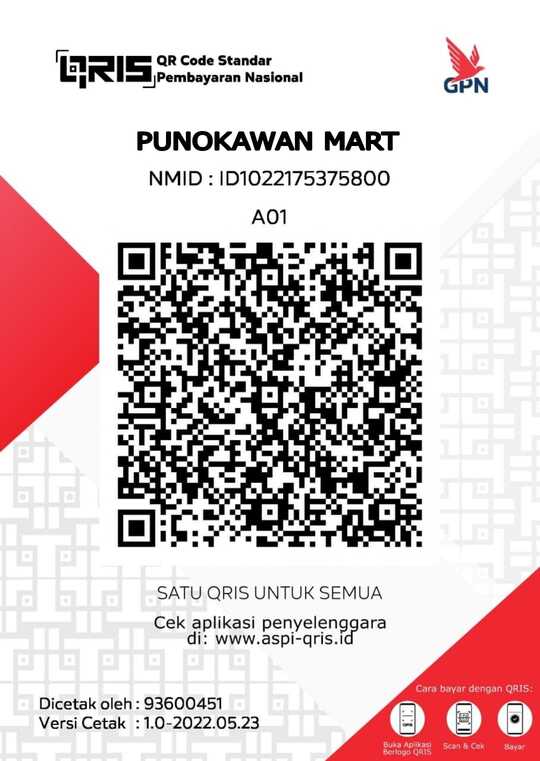 QRIS QR Code Standar
Pembayaran Nasional
GPN
PUNOKAWAN MART
NMID : ID1022175375800
A01
SATU QRIS UNTUK SEMUA
Cek aplikasi penyelenggara
di: www.aspi-qris.id
Dicetak oleh : 93600451
Versi Cetak : 1.0-2022.05.23
Cara bayar dengan QRIS:
Buka Aplikasi
Berlogo QRIS
Scan & Cek
Bayar